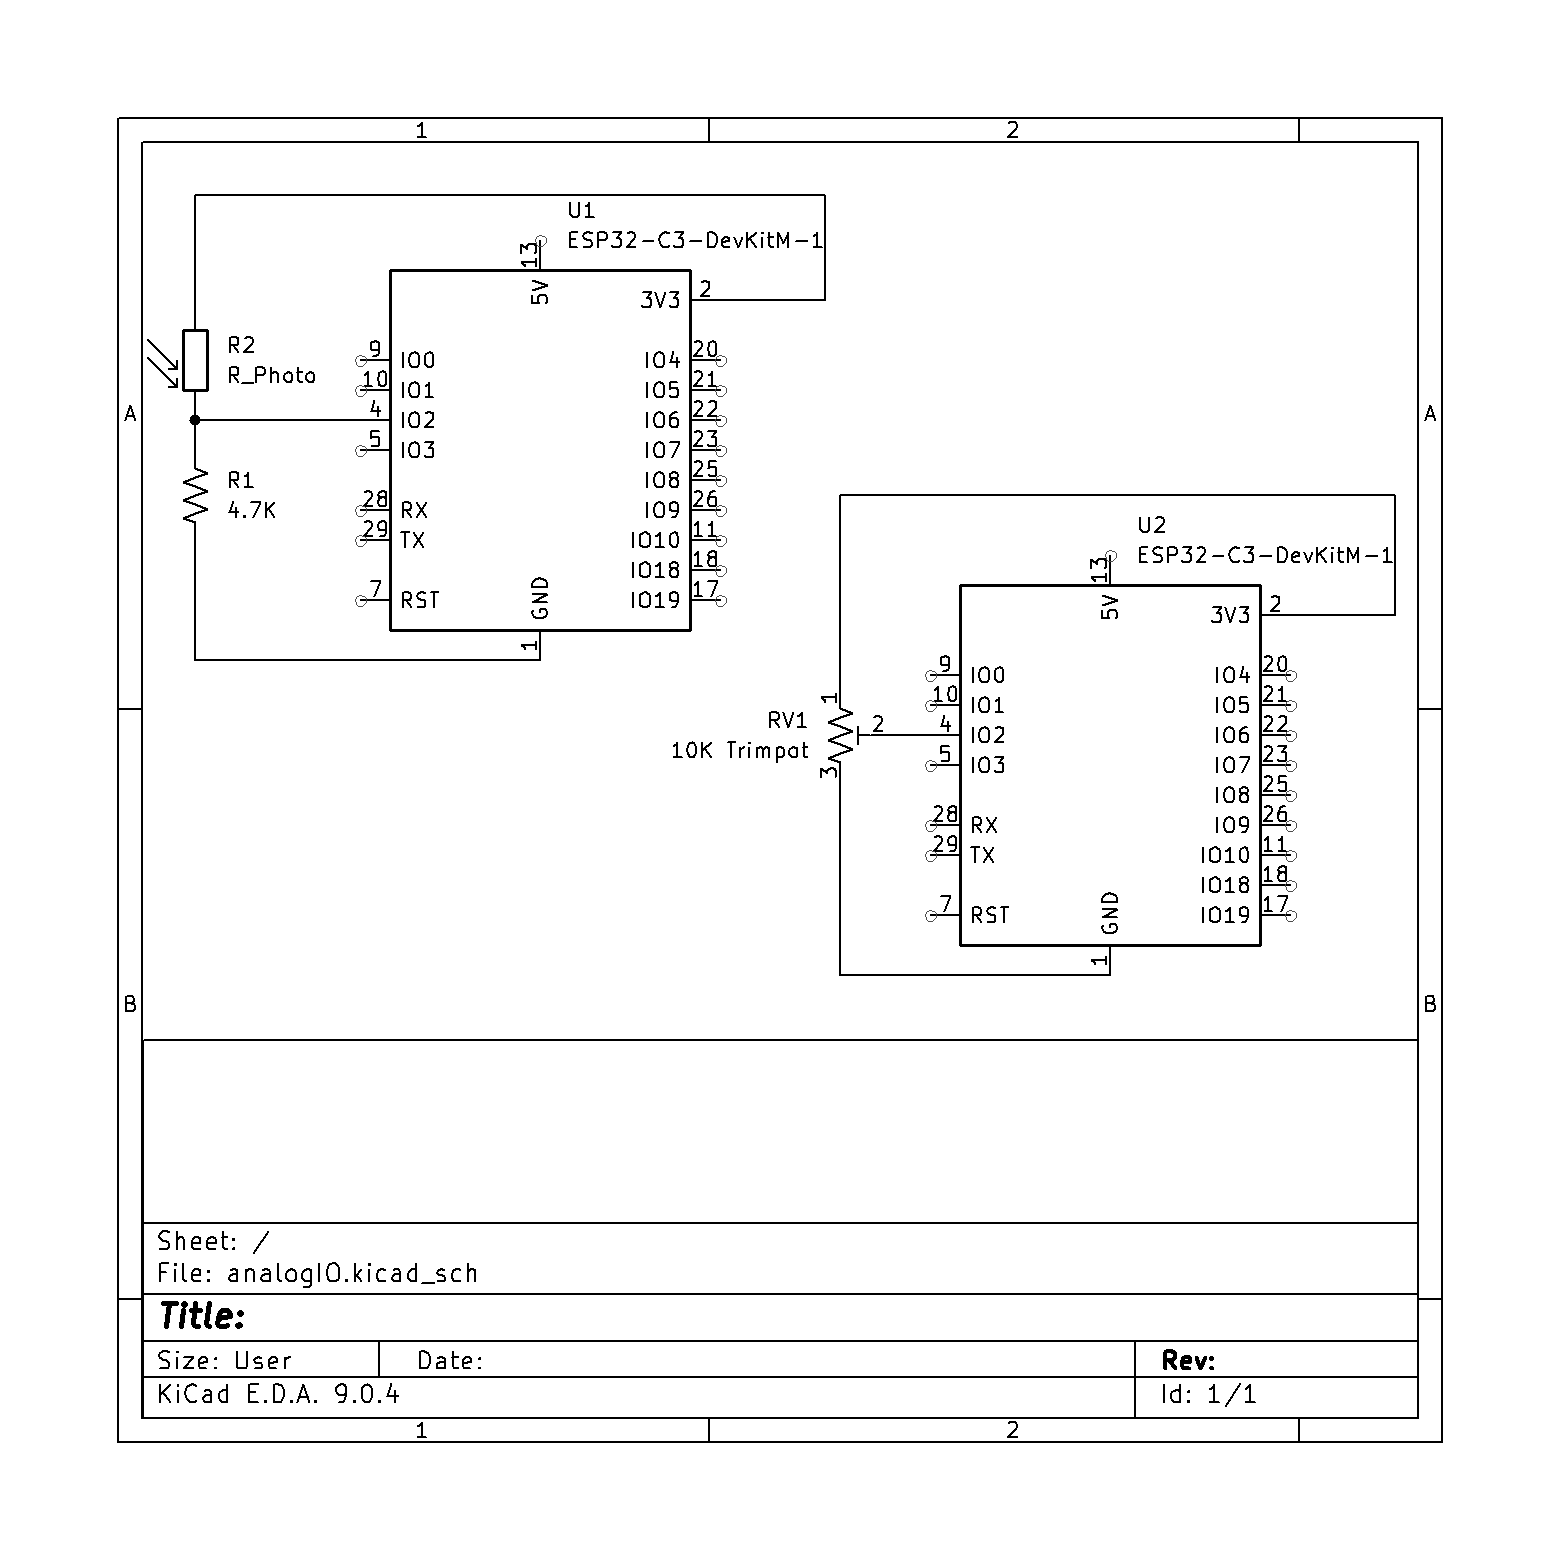 1 2
U1
ESP32-C3-DevKitM-1
13
5V
3V3 2
R2
R_Photo
9 IO0
10 IO1
4 IO2
5 IO3
28 RX
29 TX
7 RST
IO4 20
IO5 21
IO6 22
IO7 23
IO8 25
IO9 26
IO10 11
IO18 18
IO19 17
GND
1
R1
4.7K
A A
U2
ESP32-C3-DevKitM-1
13
5V
3V3 2
1
RV1
10K Trimpot
2
3
9 IO0
10 IO1
4 IO2
5 IO3
28 RX
29 TX
7 RST
IO4 20
IO5 21
IO6 22
IO7 23
IO8 25
IO9 26
IO10 11
IO18 18
IO19 17
GND
1
B B
Sheet: /
File: analogIO.kicad_sch
Title:
Size: User Date: Rev:
KiCad E.D.A. 9.0.4 Id: 1/1
1 2